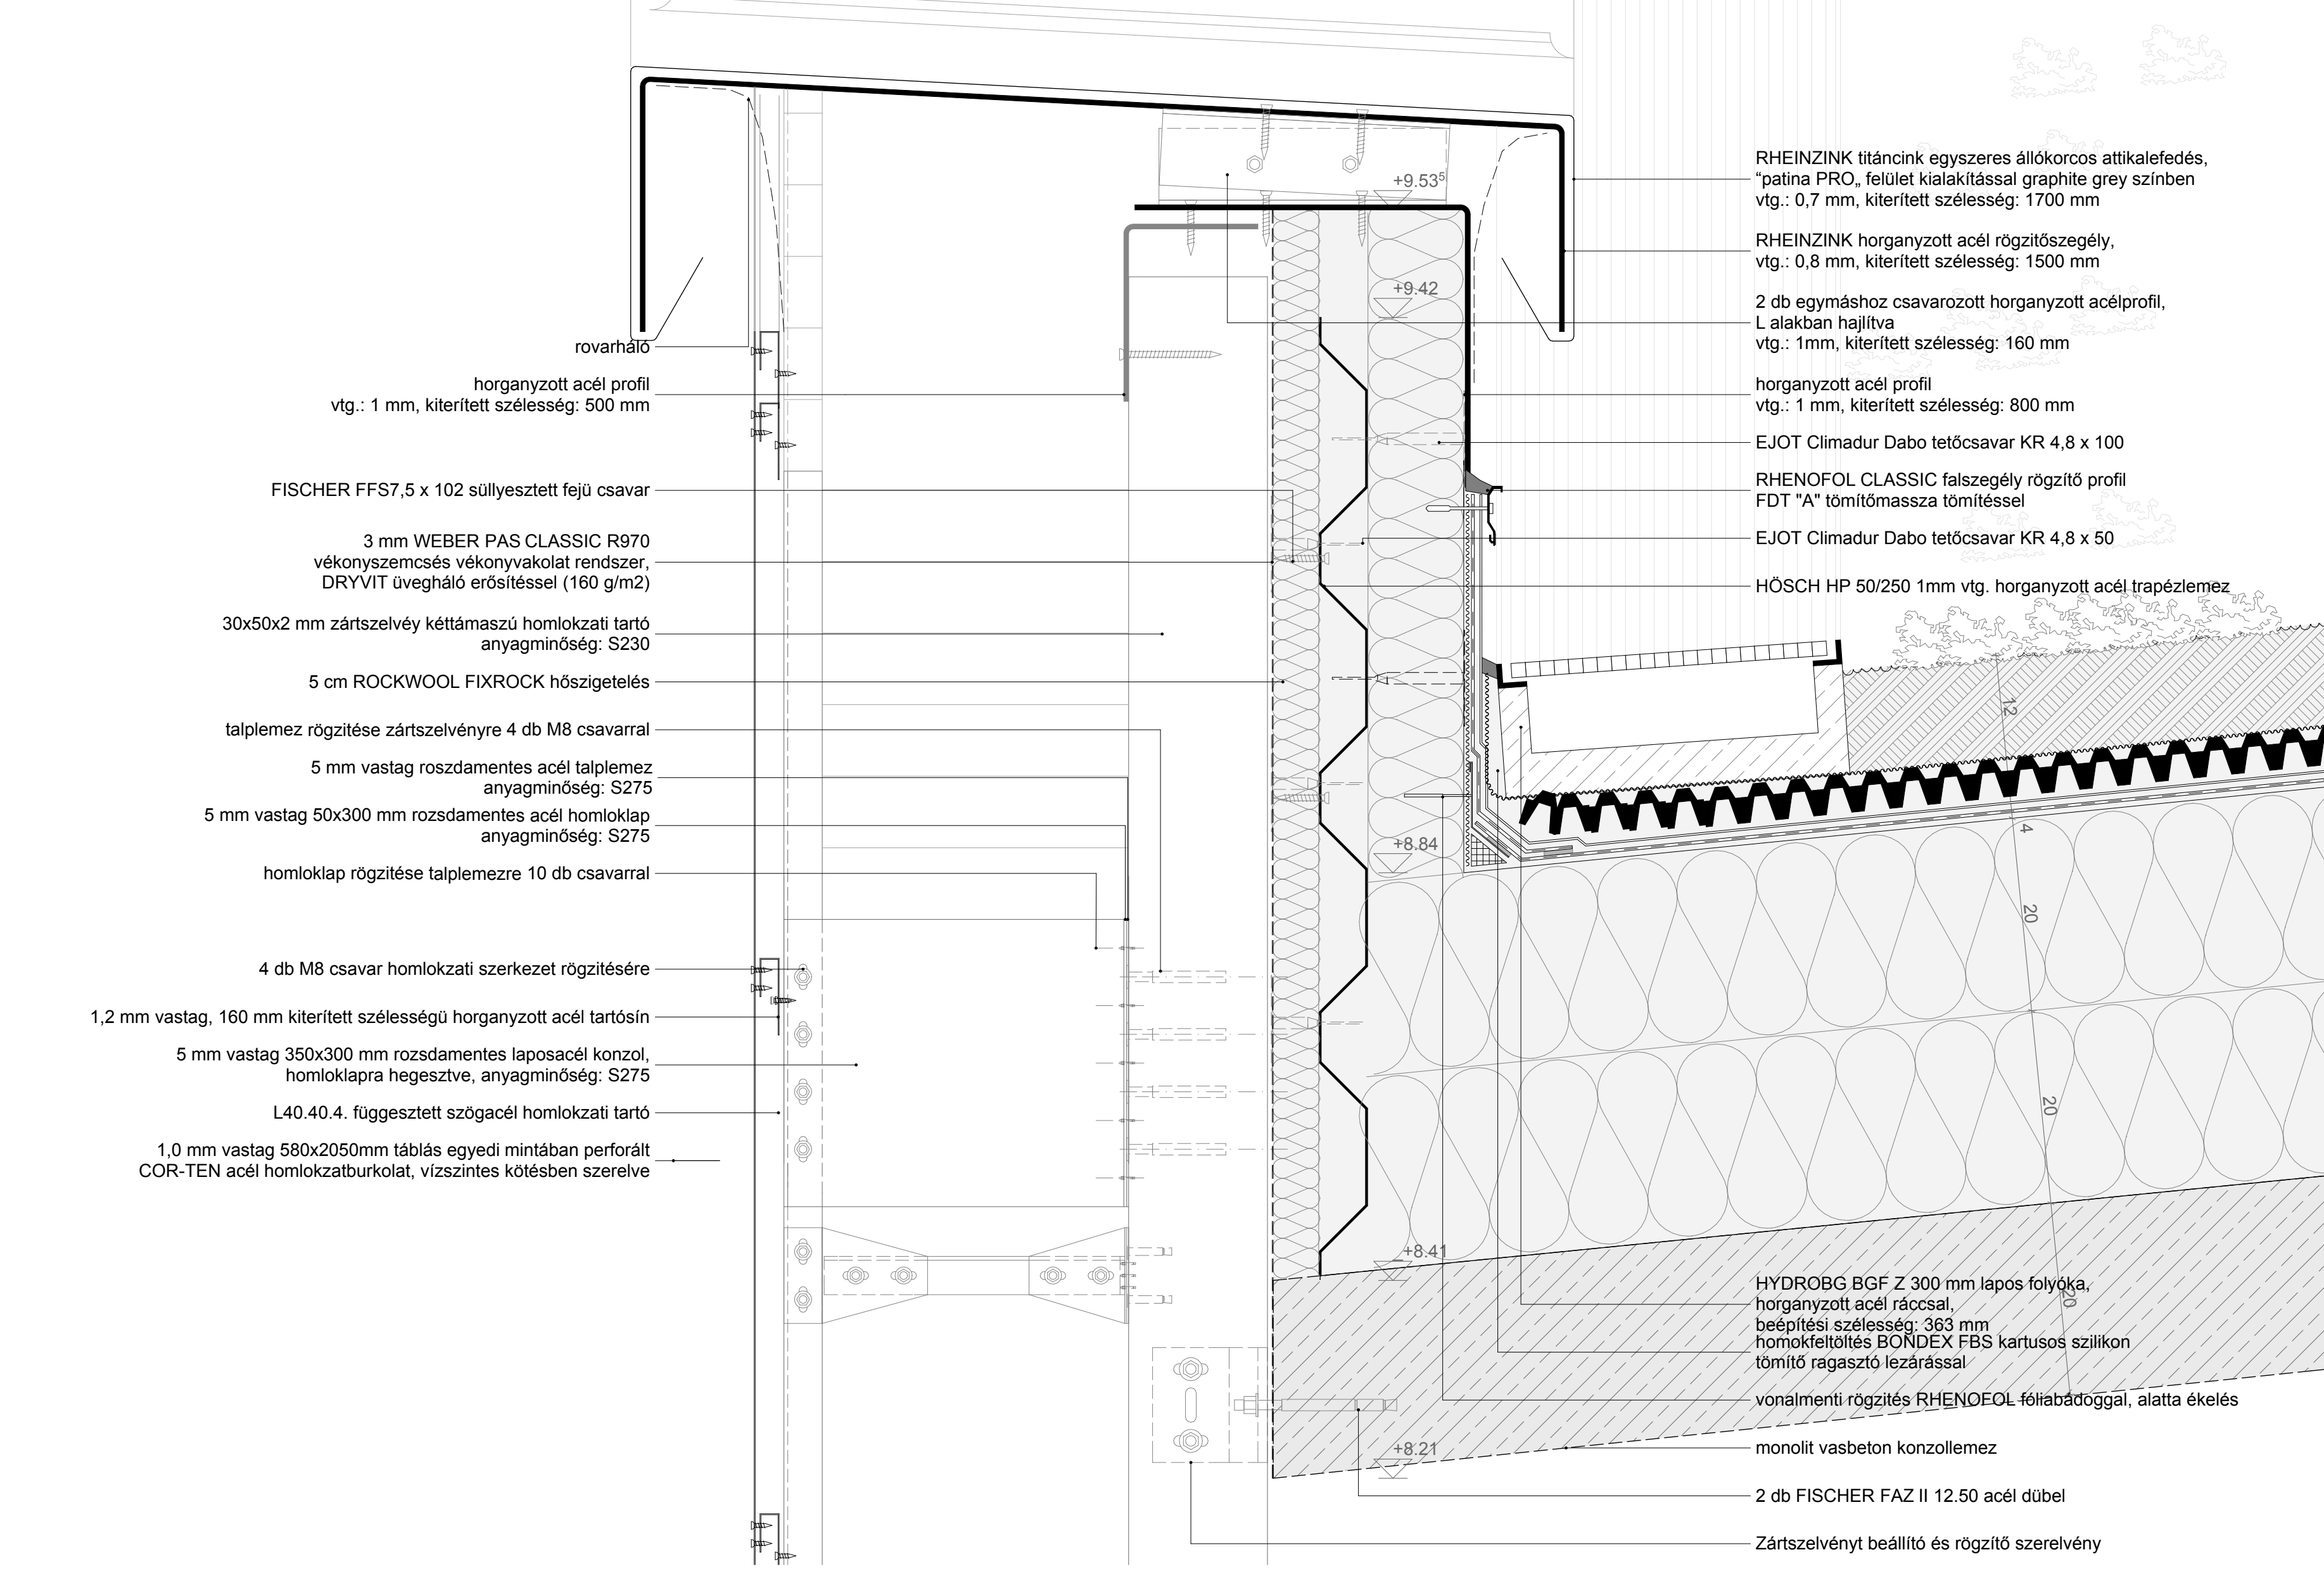 rovarháló
horganyzott acél profil
vtg.: 1 mm, kiterített szélesség: 500 mm
FISCHER FFS7,5 x 102 süllyesztett fejü csavar
3 mm WEBER PAS CLASSIC R970
vékonyszemcsés vékonyvakolat rendszer,
DRYVIT üvegháló erősítéssel (160 g/m2)
30x50x2 mm zártszelvéy kéttámaszú homlokzati tartó
anyagminőség: S230
5 cm ROCKWOOL FIXROCK hőszigetelés
talplemez rögzitése zártszelvényre 4 db M8 csavarral
5 mm vastag roszdamentes acél talplemez
anyagminőség: S275
5 mm vastag 50x300 mm rozsdamentes acél homloklap
anyagminőség: S275
homloklap rögzitése talplemezre 10 db csavarral
4 db M8 csavar homlokzati szerkezet rögzitésére
1,2 mm vastag, 160 mm kiterített szélességü horganyzott acél tartósín
5 mm vastag 350x300 mm rozsdamentes laposacél konzol,
homloklapra hegesztve, anyagminőség: S275
L40.40.4. függesztett szögacél homlokzati tartó
1,0 mm vastag 580x2050mm táblás egyedi mintában perforált
COR-TEN acél homlokzatburkolat, vízszintes kötésben szerelve
+9.53⁵
+9.42
+8.84
+8.41
+8.21
RHEINZINK titáncink egyszeres állókorcos attikalefedés,
“patina PRO„ felület kialakítással graphite grey színben
vtg.: 0,7 mm, kiterített szélesség: 1700 mm
RHEINZINK horganyzott acél rögzitőszegély,
vtg.: 0,8 mm, kiterített szélesség: 1500 mm
2 db egymáshoz csavarozott horganyzott acélprofil,
L alakban hajlítva
vtg.: 1mm, kiterített szélesség: 160 mm
horganyzott acél profil
vtg.: 1 mm, kiterített szélesség: 800 mm
EJOT Climadur Dabo tetőcsavar KR 4,8 x 100
RHENOFOL CLASSIC falszegély rögzítő profil
FDT "A" tömítőmassza tömítéssel
EJOT Climadur Dabo tetőcsavar KR 4,8 x 50
HÖSCH HP 50/250 1mm vtg. horganyzott acél trapézlemez
12
4
20
20
20
HYDROBG BGF Z 300 mm lapos folyóka,
horganyzott acél ráccsal,
beépítési szélesség: 363 mm
homokfeltöltés BONDEX FBS kartusos szilikon
tömítő ragasztó lezárással
vonalmenti rögzités RHENOFOL fóliabádoggal, alatta ékelés
monolit vasbeton konzollemez
2 db FISCHER FAZ II 12.50 acél dübel
Zártszelvényt beállító és rögzítő szerelvény